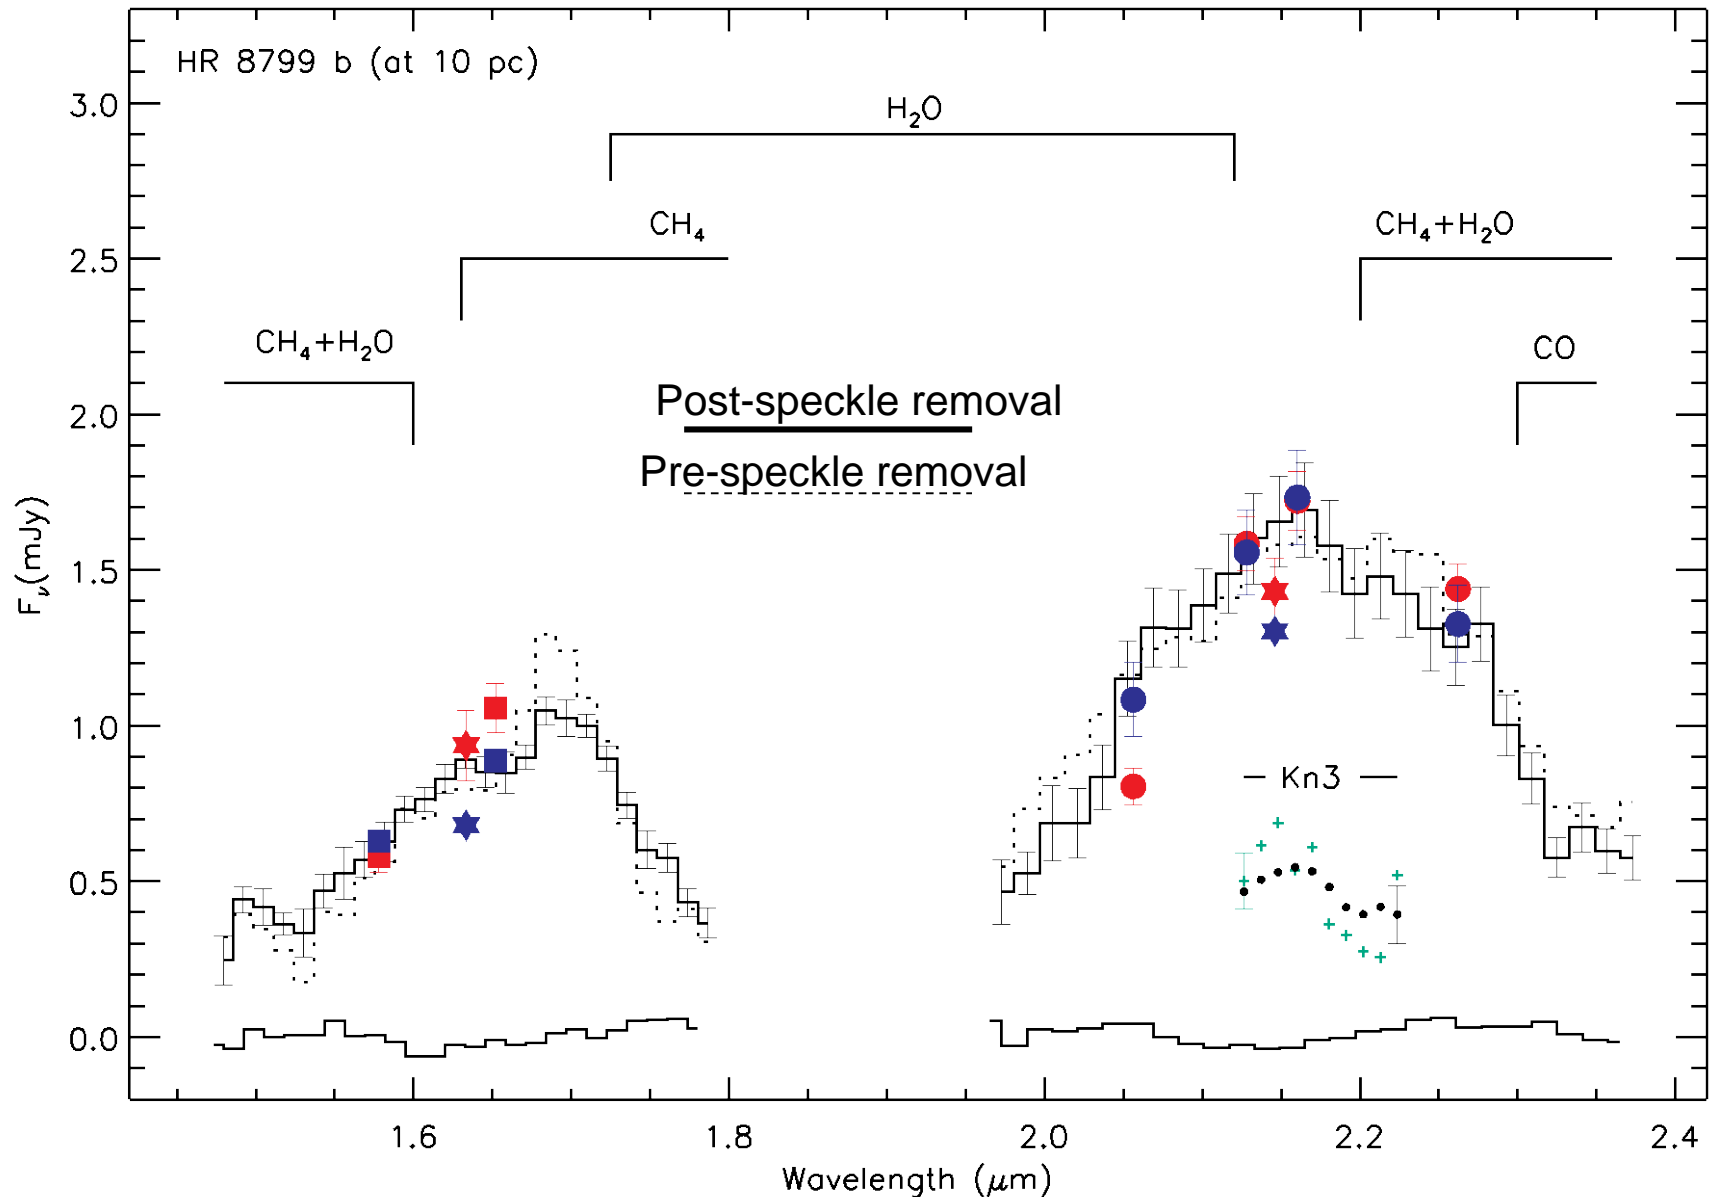 HR 8799 b (at 10 pc)
H₂O
CH₄
CH₄+H₂O
CH₄+H₂O
CO
Post-speckle removal
Pre-speckle removal
Kn3
3.0
2.5
2.0
1.5
1.0
0.5
0.0
Fν(mJy)
1.6 1.8 2.0 2.2 2.4
Wavelength (μm)